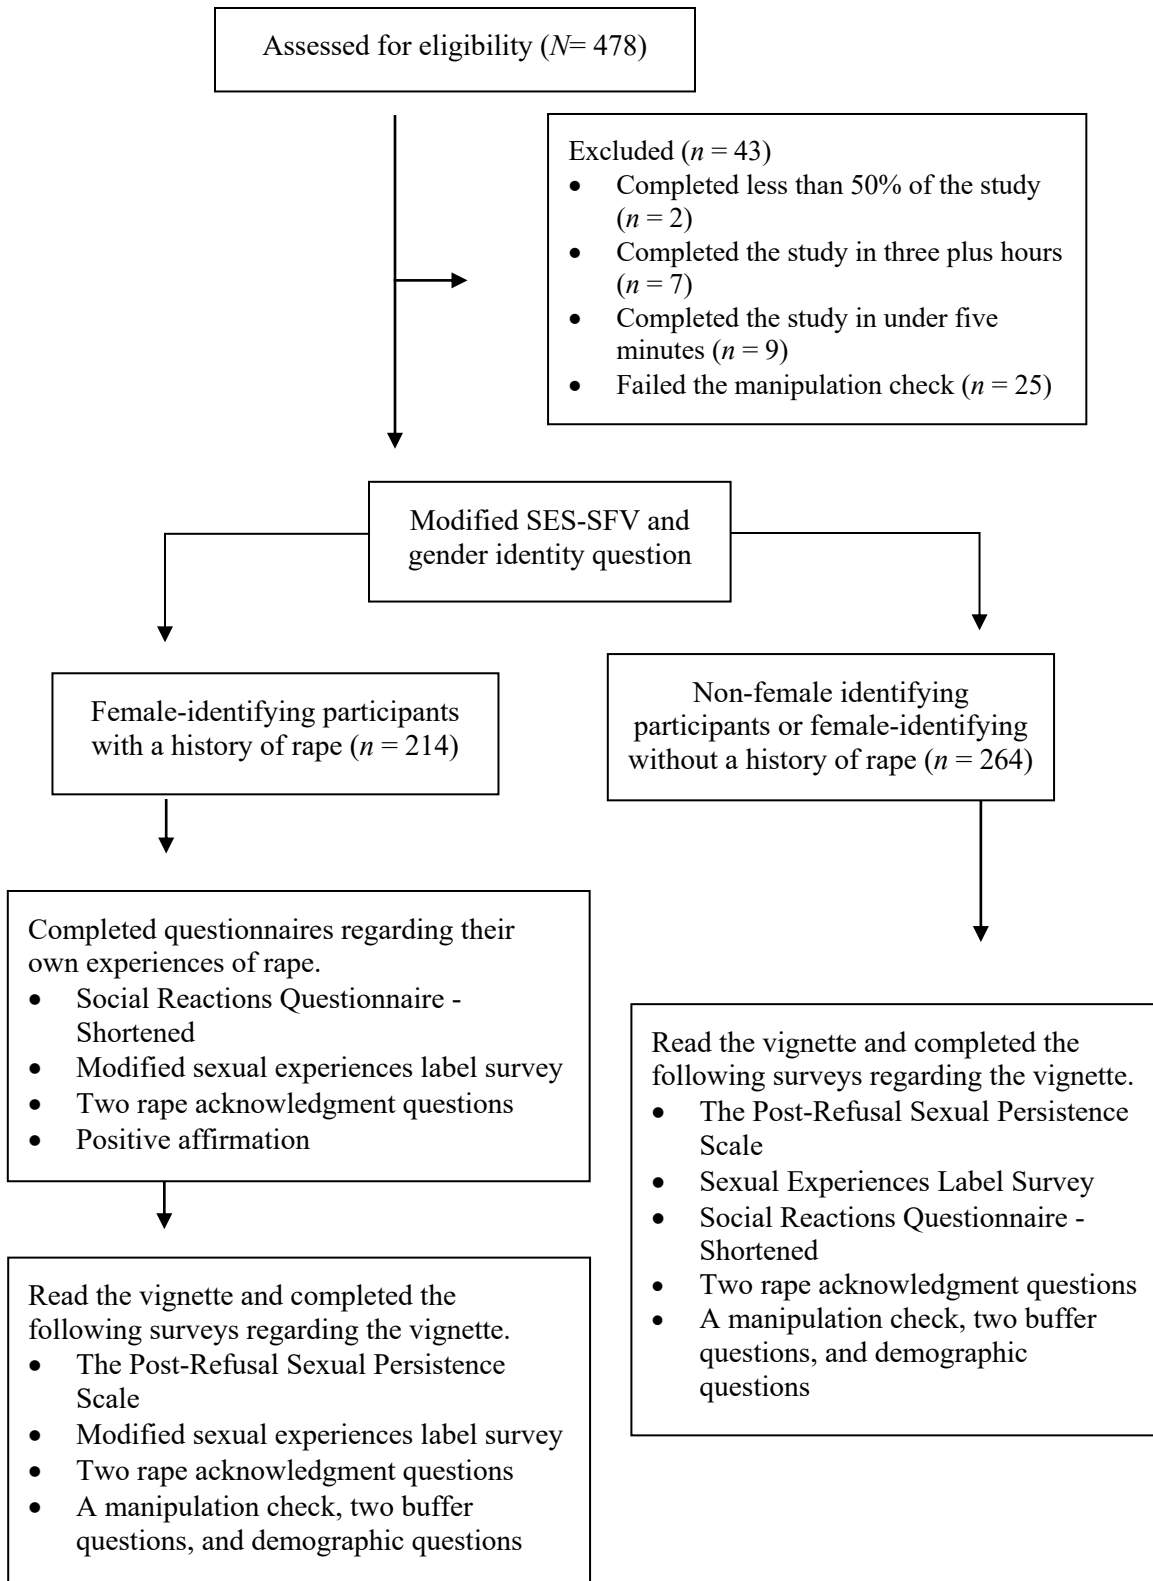 Assessed for eligibility (N= 478)
Excluded (n = 43)
• Completed less than 50% of the study
(n = 2)
• Completed the study in three plus hours
(n = 7)
• Completed the study in under five
minutes (n = 9)
• Failed the manipulation check (n = 25)
Modified SES-SFV and
gender identity question
Female-identifying participants
with a history of rape (n = 214)
Non-female identifying
participants or female-identifying
without a history of rape (n = 264)
Completed questionnaires regarding their
own experiences of rape.
• Social Reactions Questionnaire -
Shortened
• Modified sexual experiences label survey
• Two rape acknowledgment questions
• Positive affirmation
Read the vignette and completed the
following surveys regarding the vignette.
• The Post-Refusal Sexual Persistence
Scale
• Sexual Experiences Label Survey
• Social Reactions Questionnaire -
Shortened
• Two rape acknowledgment questions
• A manipulation check, two buffer
questions, and demographic
questions
Read the vignette and completed the
following surveys regarding the vignette.
• The Post-Refusal Sexual Persistence
Scale
• Modified sexual experiences label survey
• Two rape acknowledgment questions
• A manipulation check, two buffer
questions, and demographic questions